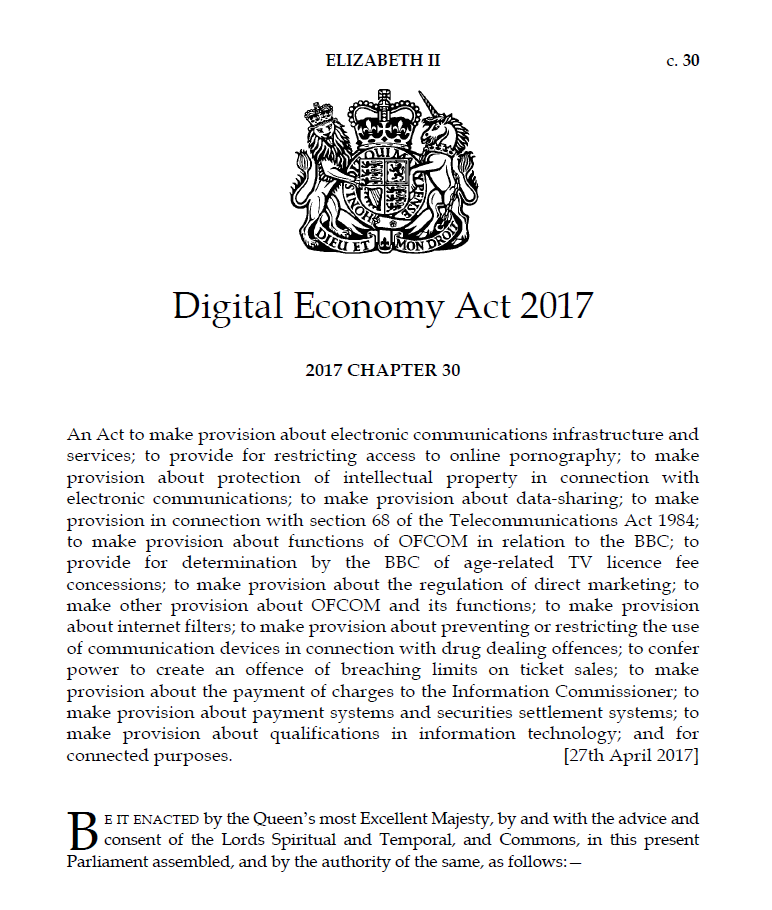 ELIZABETH II c. 30
QUI MAL
HONI SOIT
PENSE
DIEU ET MON DROIT
Digital Economy Act 2017
2017 CHAPTER 30
An Act to make provision about electronic communications infrastructure and
services; to provide for restricting access to online pornography; to make
provision about protection of intellectual property in connection with
electronic communications; to make provision about data-sharing; to make
provision in connection with section 68 of the Telecommunications Act 1984;
to make provision about functions of OFCOM in relation to the BBC; to
provide for determination by the BBC of age-related TV licence fee
concessions; to make provision about the regulation of direct marketing; to
make other provision about OFCOM and its functions; to make provision
about internet filters; to make provision about preventing or restricting the use
of communication devices in connection with drug dealing offences; to confer
power to create an offence of breaching limits on ticket sales; to make
provision about the payment of charges to the Information Commissioner; to
make provision about payment systems and securities settlement systems; to
make provision about qualifications in information technology; and for
connected purposes. [27th April 2017]
BE IT ENACTED by the Queen’s most Excellent Majesty, by and with the advice and
consent of the Lords Spiritual and Temporal, and Commons, in this present
Parliament assembled, and by the authority of the same, as follows:—